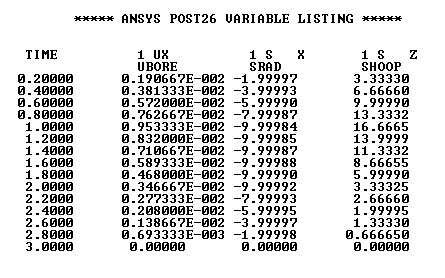 ***** ANSYS POST26 VARIABLE LISTING *****
TIME 1 UX 1 S X 1 S Z
UBORE SRAD SHOOP
0.20000 0.190667E-002 -1.99997 3.33330
0.40000 0.381333E-002 -3.99993 6.66660
0.60000 0.572000E-002 -5.99990 9.99990
0.80000 0.762667E-002 -7.99987 13.3332
1.0000 0.953333E-002 -9.99984 16.6665
1.2000 0.832000E-002 -9.99985 13.9999
1.4000 0.710667E-002 -9.99987 11.3332
1.6000 0.589333E-002 -9.99988 8.66655
1.8000 0.468000E-002 -9.99990 5.99990
2.0000 0.346667E-002 -9.99992 3.33325
2.2000 0.277333E-002 -7.99993 2.66660
2.4000 0.208000E-002 -5.99995 1.99995
2.6000 0.138667E-002 -3.99997 1.33330
2.8000 0.693333E-003 -1.99998 0.666650
3.0000 0.00000 0.00000 0.00000